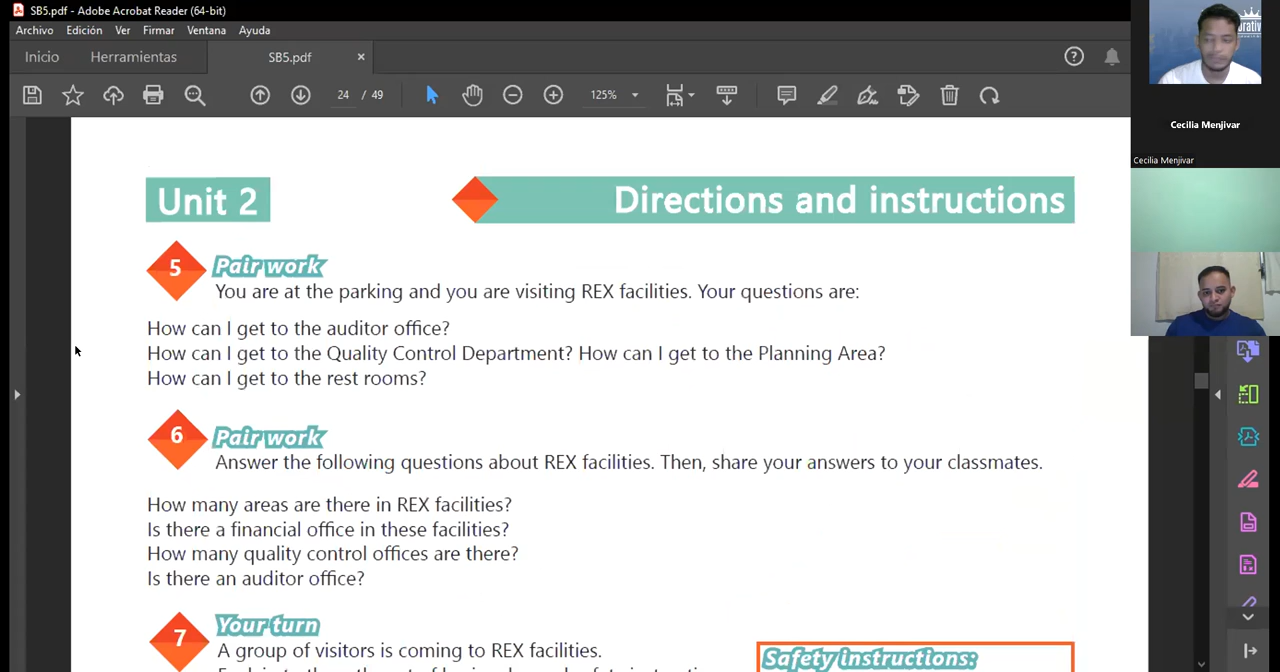 SB5.pdf - Adobe Acrobat Reader (64-bit)
Archivo Edición Ver Firmar Ventana Ayuda
Inicio Herramientas SB5.pdf
24 / 49 125%
Cecilia Menjivar
Cecilia Menjivar
Unit 2 Directions and instructions
5 Pair work
You are at the parking and you are visiting REX facilities. Your questions are:
How can I get to the auditor office?
How can I get to the Quality Control Department? How can I get to the Planning Area?
How can I get to the rest rooms?
6 Pair work
Answer the following questions about REX facilities. Then, share your answers to your classmates.
How many areas are there in REX facilities?
Is there a financial office in these facilities?
How many quality control offices are there?
Is there an auditor office?
7 Your turn
A group of visitors is coming to REX facilities.
Safety instructions: